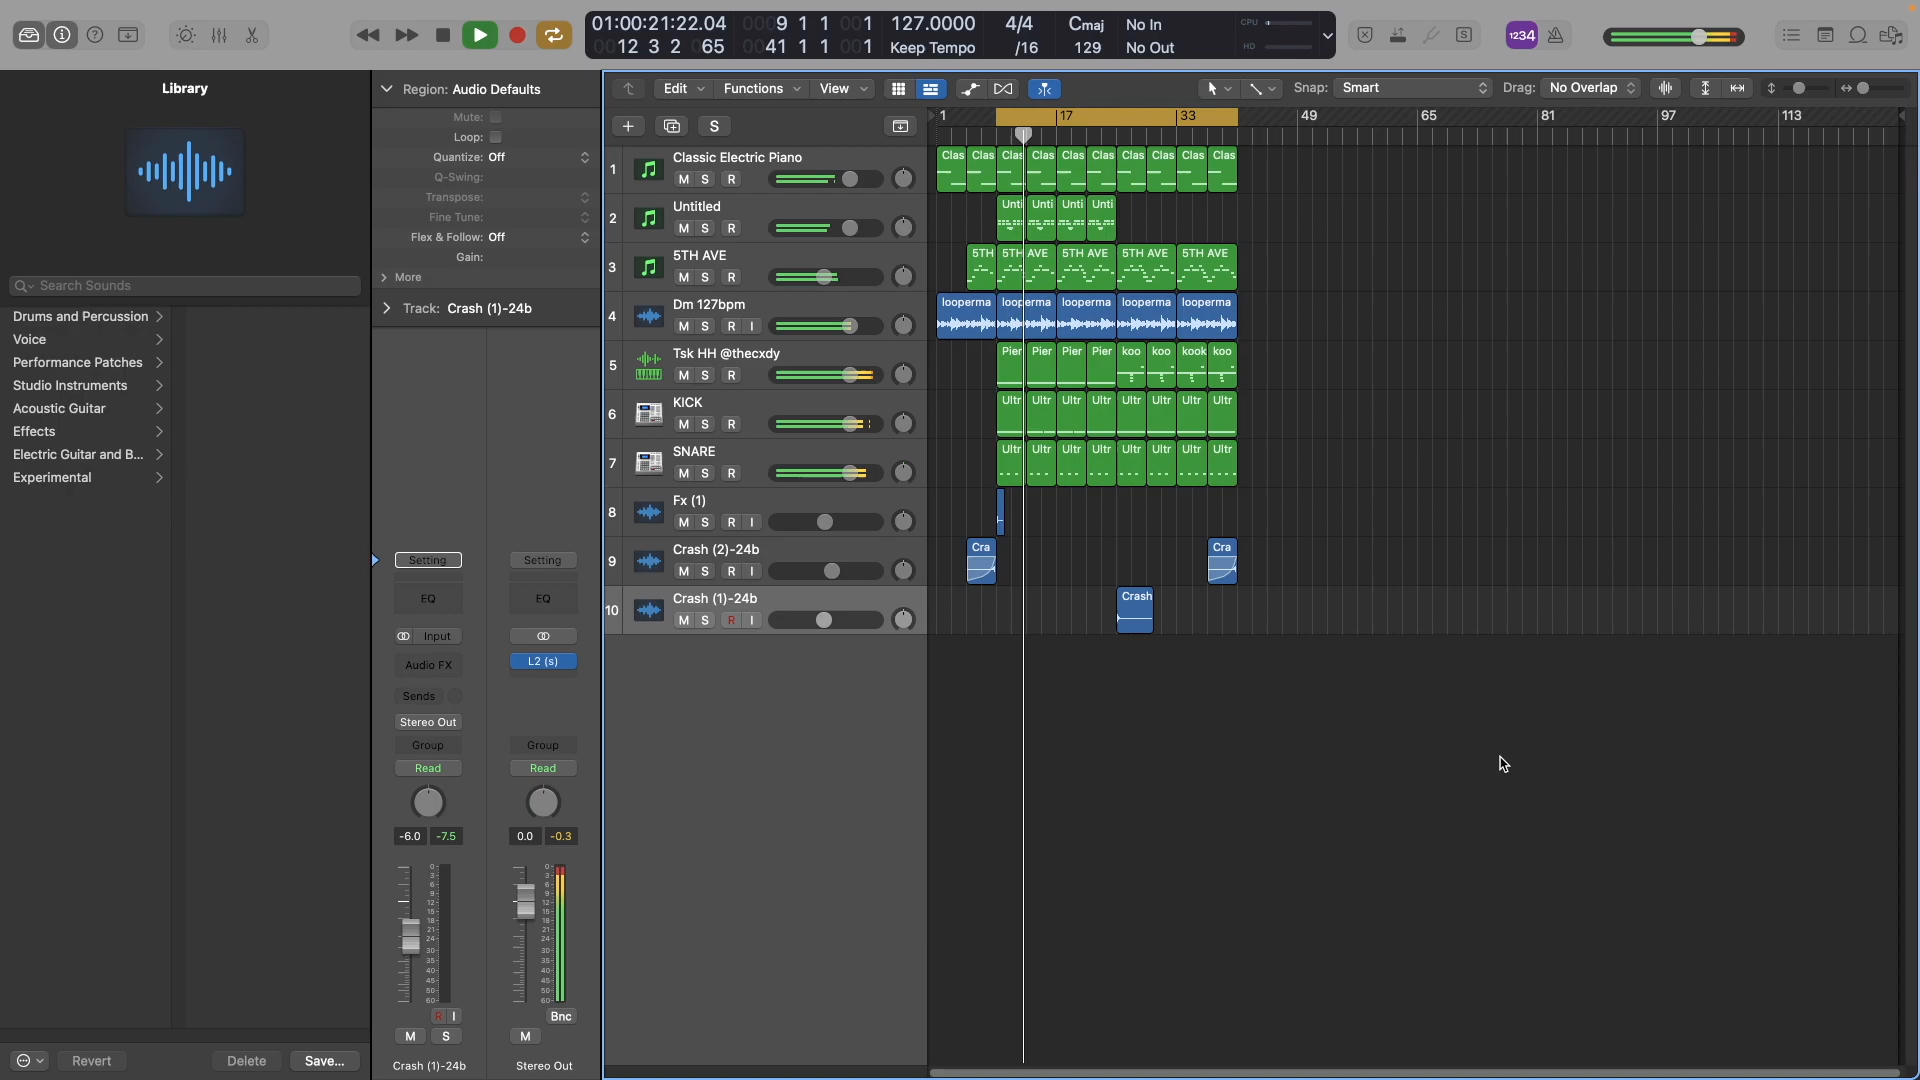 01:00:21:22.04
0009 1 1 001
127.0000
4/4
Cmaj
No In
CPU
0012 3 2 065
0041 1 1 001
Keep Tempo
/16
129
No Out
HD
1234
Library
Search Sounds
Drums and Percussion
Voice
Performance Patches
Studio Instruments
Acoustic Guitar
Effects
Electric Guitar and B...
Experimental
Revert
Delete
Save...
Region: Audio Defaults
Mute:
Loop:
Quantize: Off
Q-Swing:
Transpose:
Fine Tune:
Flex & Follow: Off
Gain:
More
Track: Crash (1)-24b
Setting
Setting
EQ
EQ
Input
Audio FX
L2 (s)
Sends
Stereo Out
Group
Group
Read
Read
-6.0 -7.5
0.0 -0.3
R I
Bnc
M S
M
Crash (1)-24b
Stereo Out
Edit
Functions
View
Snap: Smart
Drag: No Overlap
S
1 17 33 49 65 81 97 113
1 Classic Electric Piano
M S R
Clas Clas Clas Clas Clas Clas Clas Clas Clas Clas
2 Untitled
M S R
Unti Unti Unti Unti
3 5TH AVE
M S R
5TH 5TH AVE 5TH AVE 5TH AVE 5TH AVE
4 Dm 127bpm
M S R I
looperma looperma looperma looperma looperma
5 Tsk HH @thecxdy
M S R
Pier Pier Pier Pier koo koo kook koo
6 KICK
M S R
Ultr Ultr Ultr Ultr Ultr Ultr Ultr Ultr
7 SNARE
M S R
Ultr Ultr Ultr Ultr Ultr Ultr Ultr Ultr
8 Fx (1)
M S R I
9 Crash (2)-24b
M S R I
Cra Cra
10 Crash (1)-24b
M S R I
Crash